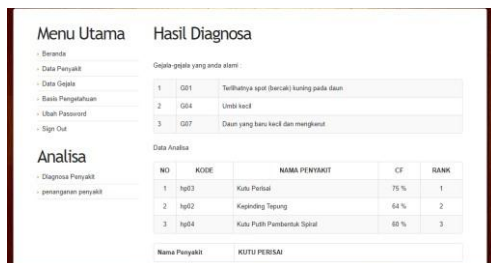 Menu Utama
Beranda
Data Penyakit
Data Gejala
Basis Pengetahuan
Ubah Password
Sign Out
Analisa
Diagnosa Penyakit
penanganan penyakit
Hasil Diagnosa
Gejala-gejala yang anda alami :
1 G01 Terlihatnya spot (bercak) kuning pada daun
2 G04 Umbi kecil
3 G07 Daun yang baru kecil dan mengkerut
Data Analisa
NO KODE NAMA PENYAKIT CF RANK
1 hp03 Kutu Perisai 75 % 1
2 hp02 Kepinding Tepung 64 % 2
3 hp04 Kutu Putih Pembentuk Spiral 60 % 3
Nama Penyakit KUTU PERISAI